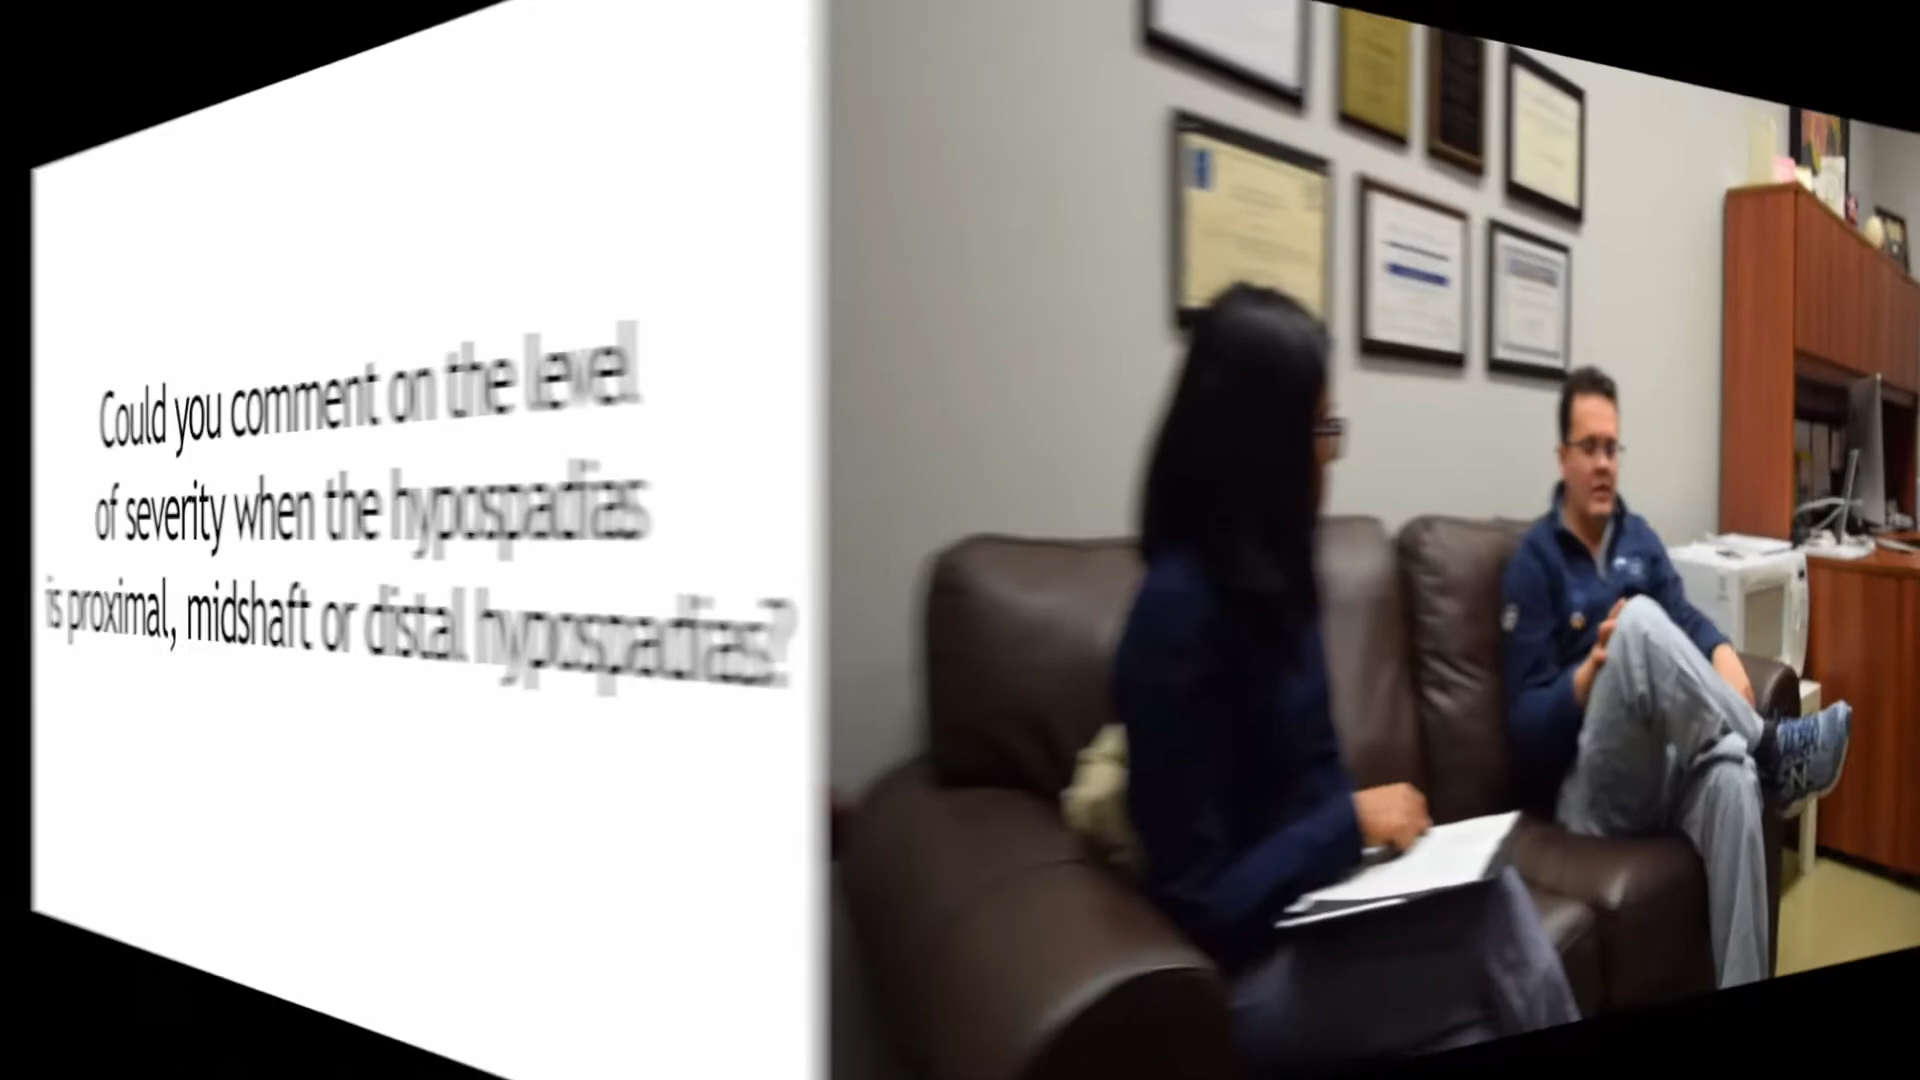 Could you comment on the level
of severity when the hypospadias
is proximal, midshaft or distal hypospadias?